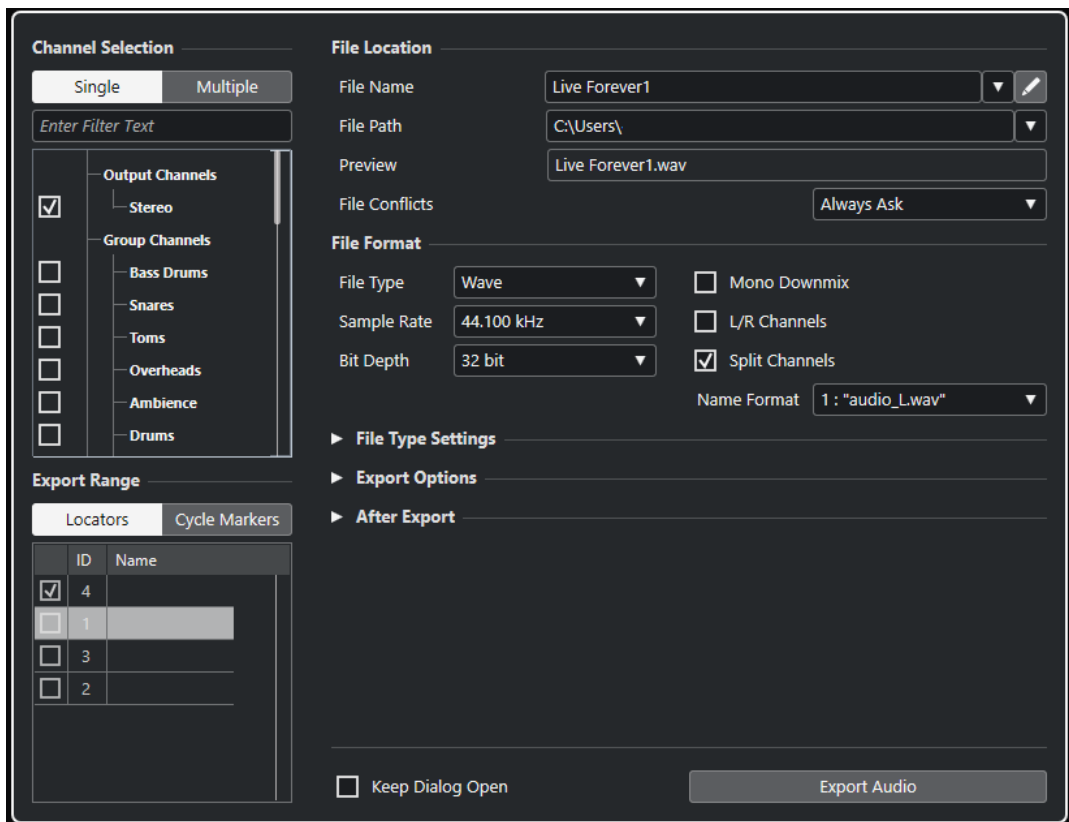 Channel Selection
Single Multiple
Enter Filter Text
Output Channels
Stereo
Group Channels
Bass Drums
Snares
Toms
Overheads
Ambience
Drums
Export Range
Locators Cycle Markers
ID Name
4
1
3
2
File Location
File Name Live Forever1
File Path C:\Users\
Preview Live Forever1.wav
File Conflicts Always Ask
File Format
File Type Wave Mono Downmix
Sample Rate 44.100 kHz L/R Channels
Bit Depth 32 bit Split Channels
Name Format 1 : "audio_L.wav"
File Type Settings
Export Options
After Export
Keep Dialog Open Export Audio